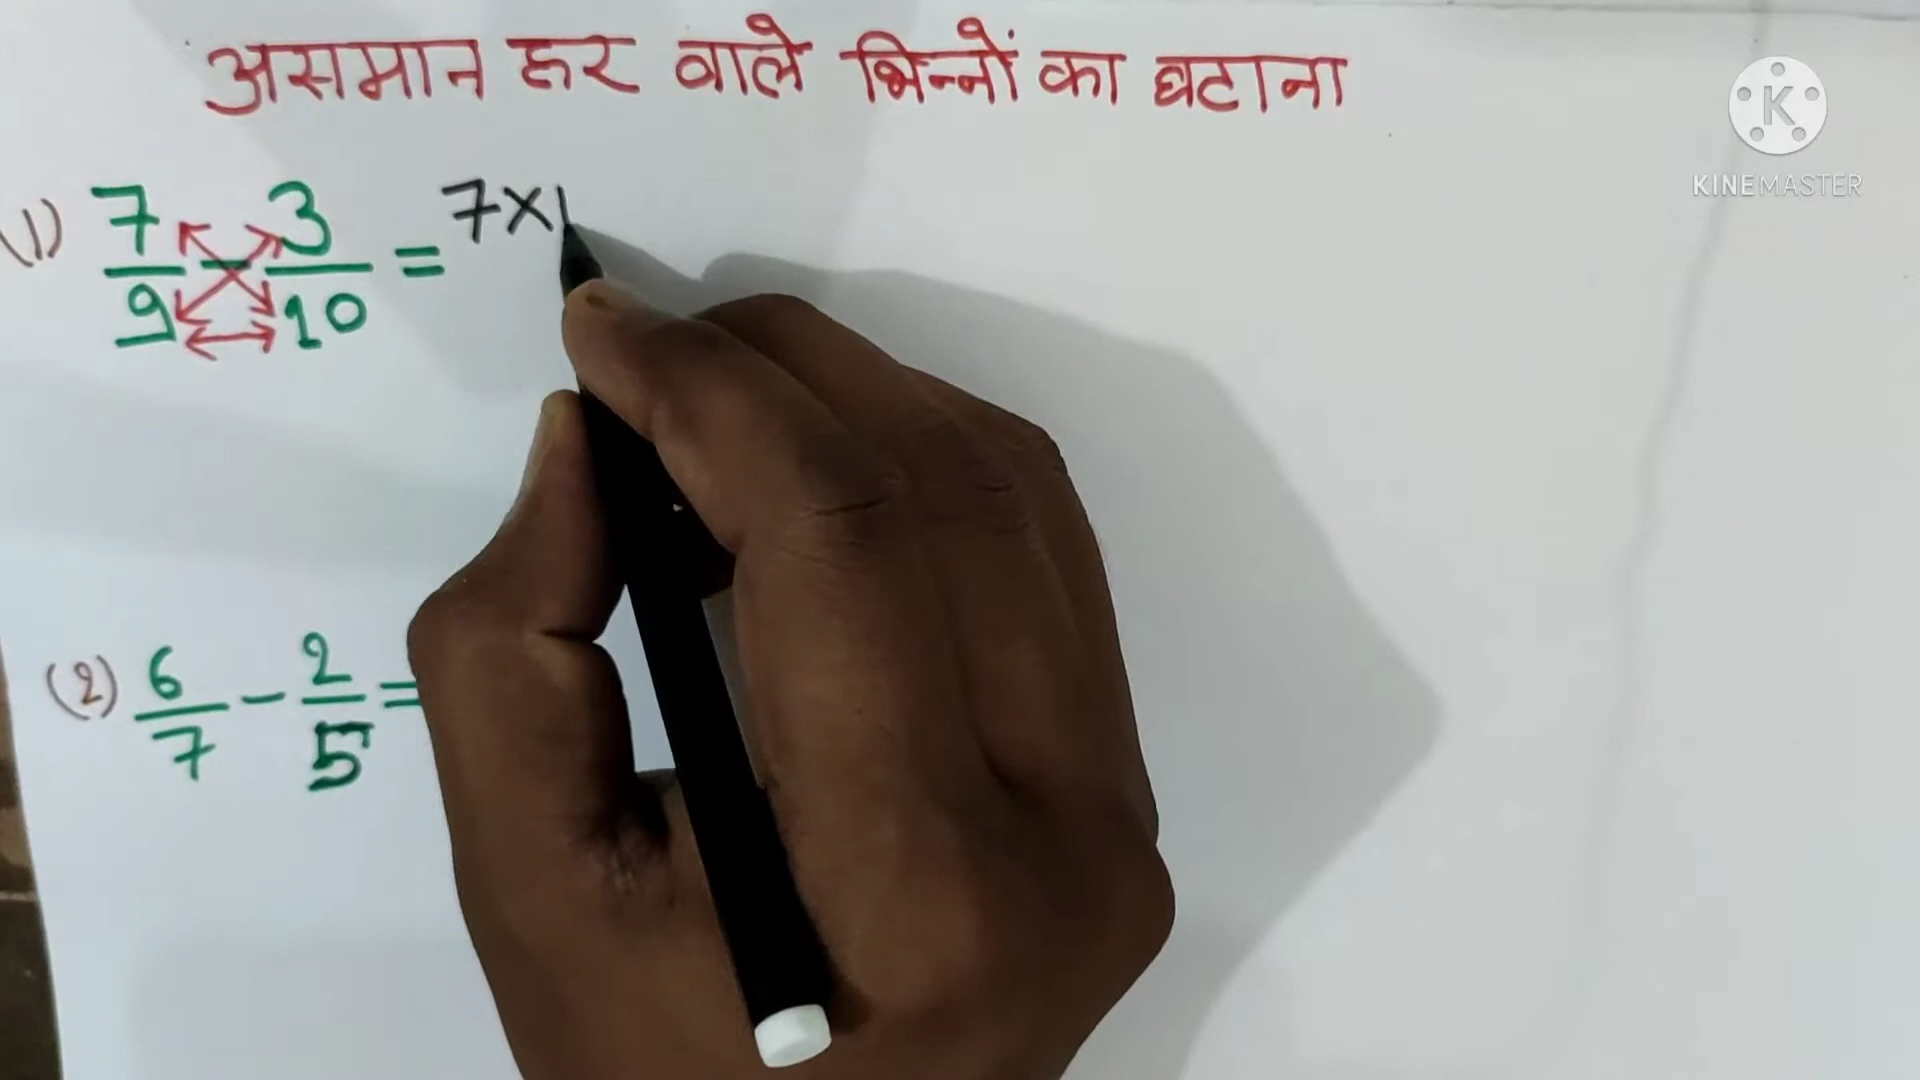 असमान हर वाले भिन्नों का घटाना
KINEMASTER
(1) 7/9 - 3/10 = 7×1
(2) 6/7 - 2/5 =